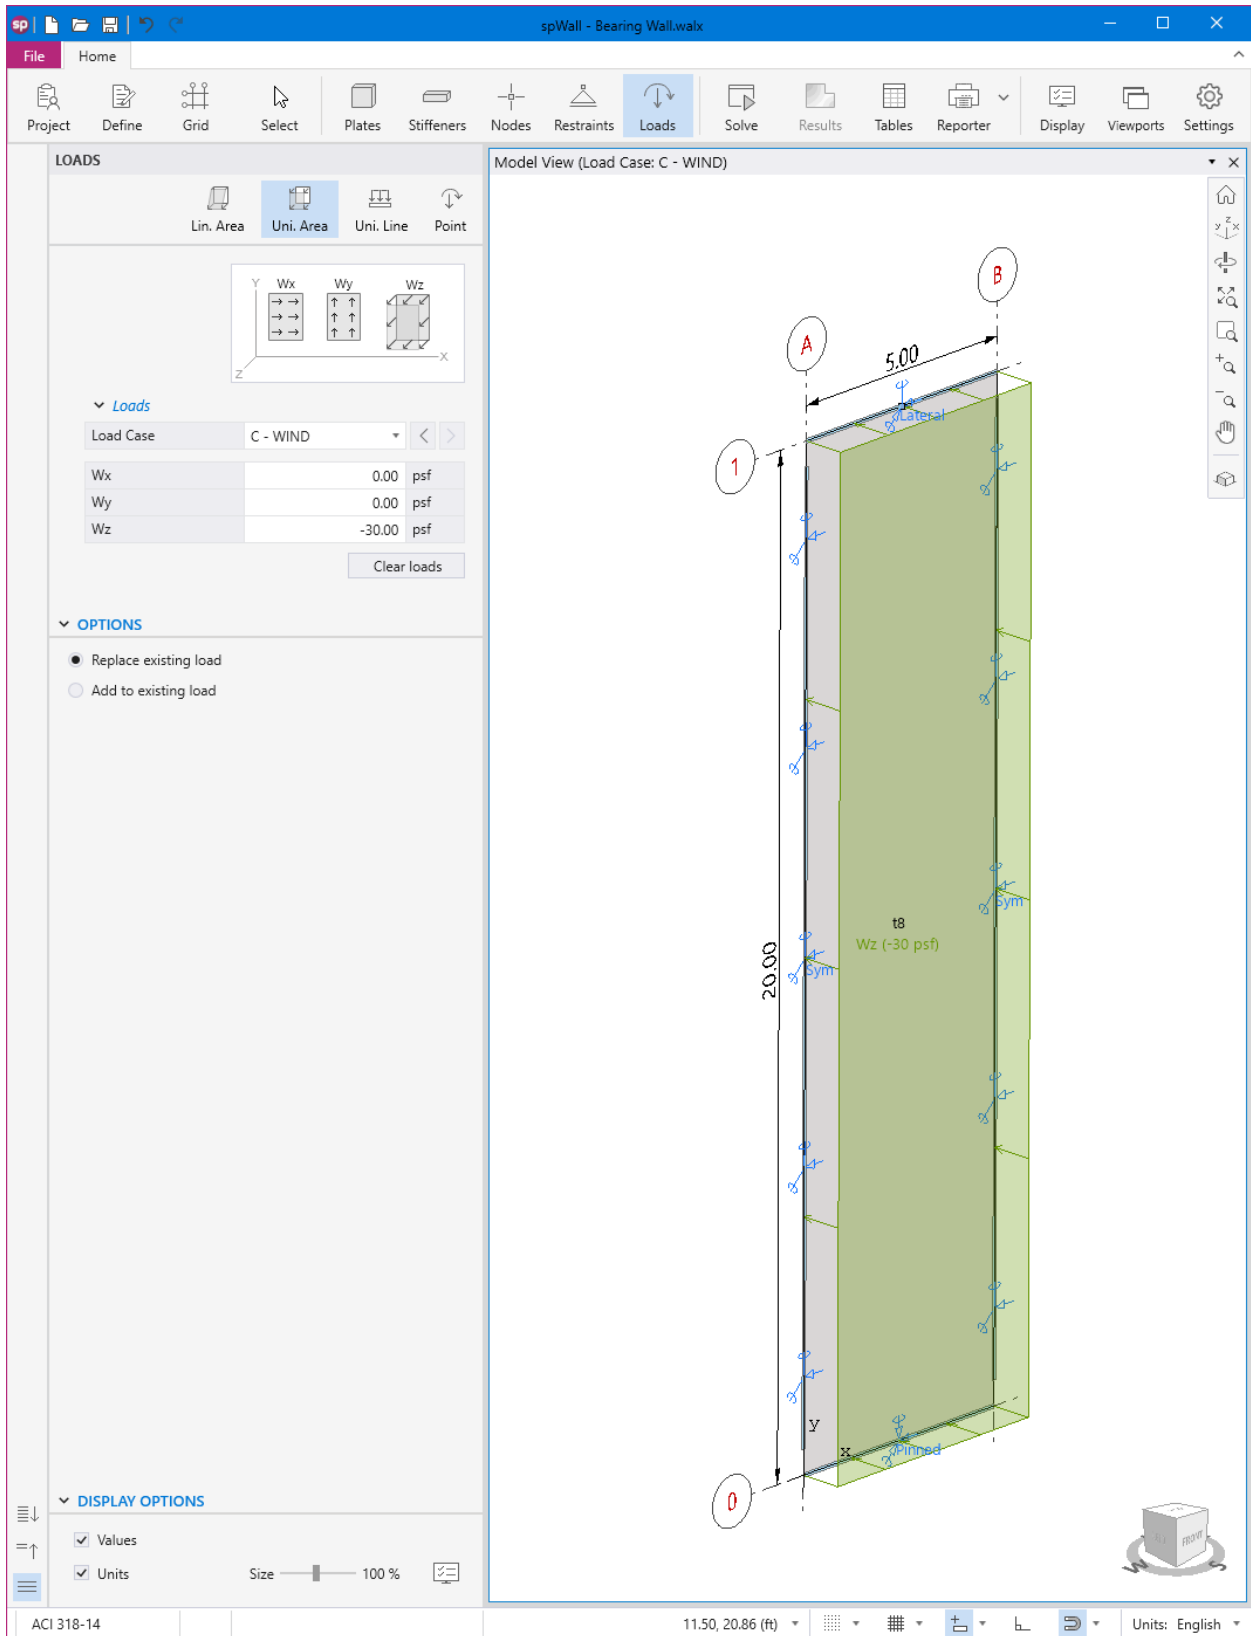 sp
spWall - Bearing Wall.walx
File Home
Project Define Grid Select Plates Stiffeners Nodes Restraints Loads Solve Results Tables Reporter Display Viewports Settings
LOADS
Lin. Area Uni. Area Uni. Line Point
Y Wx Wy Wz
X
Z
Loads
Load Case C - WIND
Wx 0.00 psf
Wy 0.00 psf
Wz -30.00 psf
Clear loads
OPTIONS
Replace existing load
Add to existing load
DISPLAY OPTIONS
Values
Units Size 100 %
Model View (Load Case: C - WIND)
z
y x
B
A
5.00
Lateral
1
t8
Wz (-30 psf)
Sym
Sym
20.00
y
x
Pinned
0
FRONT
W S
ACI 318-14 11.50, 20.86 (ft) Units: English